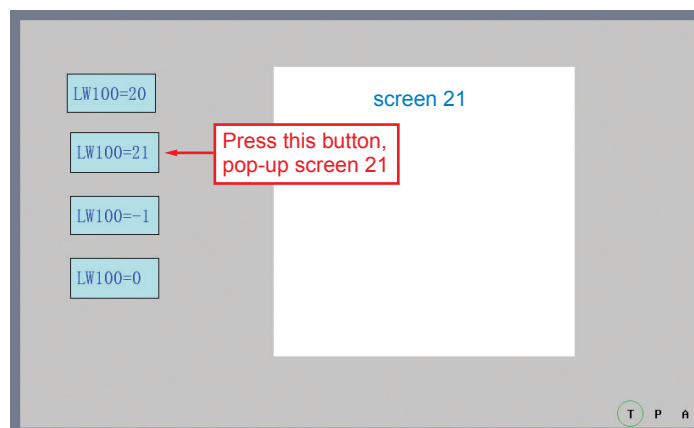 LW100=20
screen 21
LW100=21
Press this button,
pop-up screen 21
LW100=-1
LW100=0
T P A